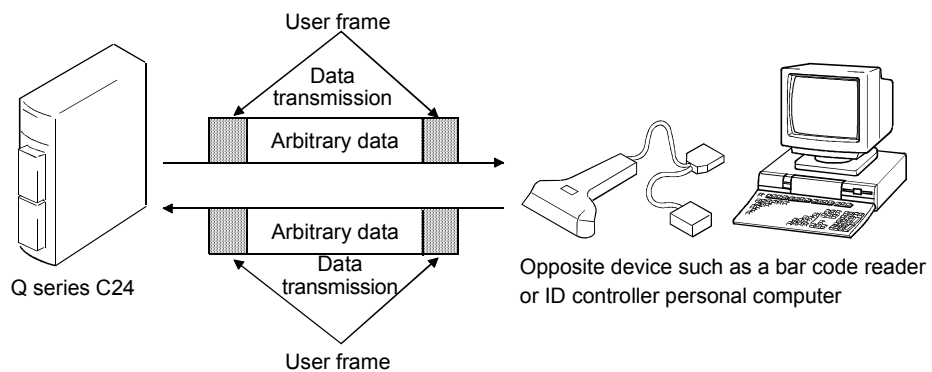 User frame
Data
transmission
Arbitrary data
Arbitrary data
Data
transmission
User frame
Q series C24
Opposite device such as a bar code reader
or ID controller personal computer